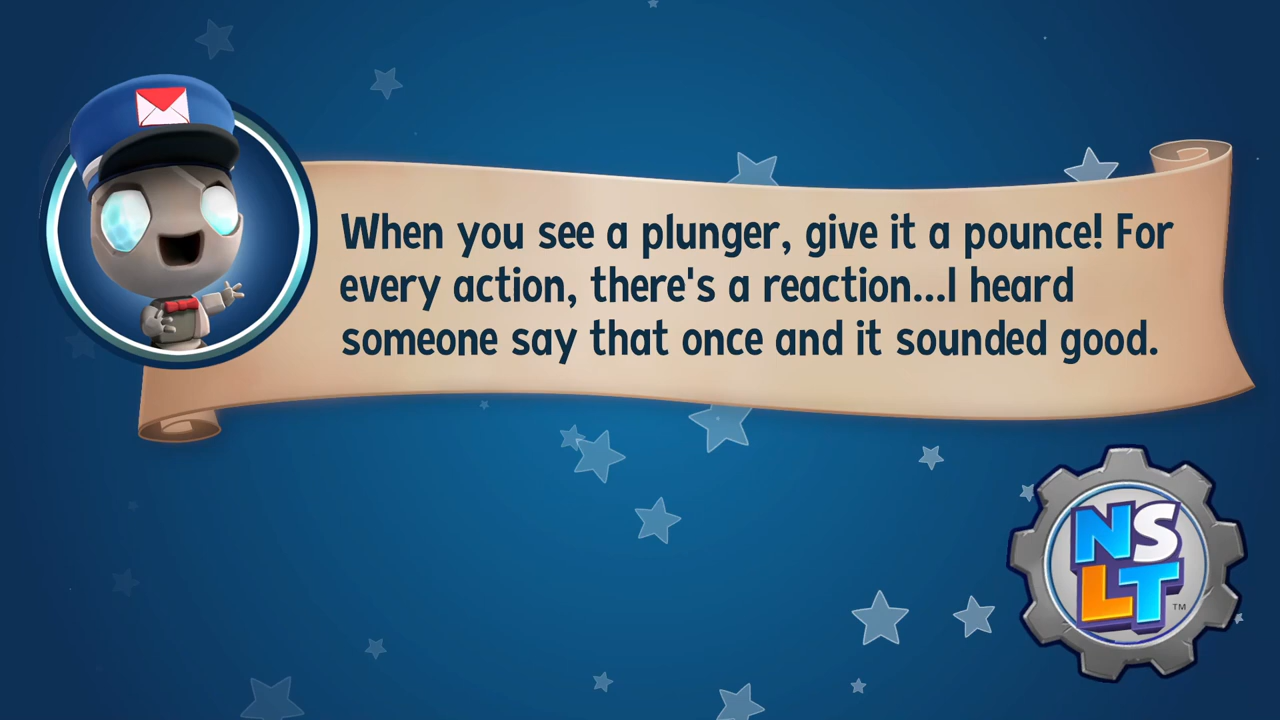 When you see a plunger, give it a pounce! For
every action, there's a reaction...I heard
someone say that once and it sounded good.
NS
LT
TM